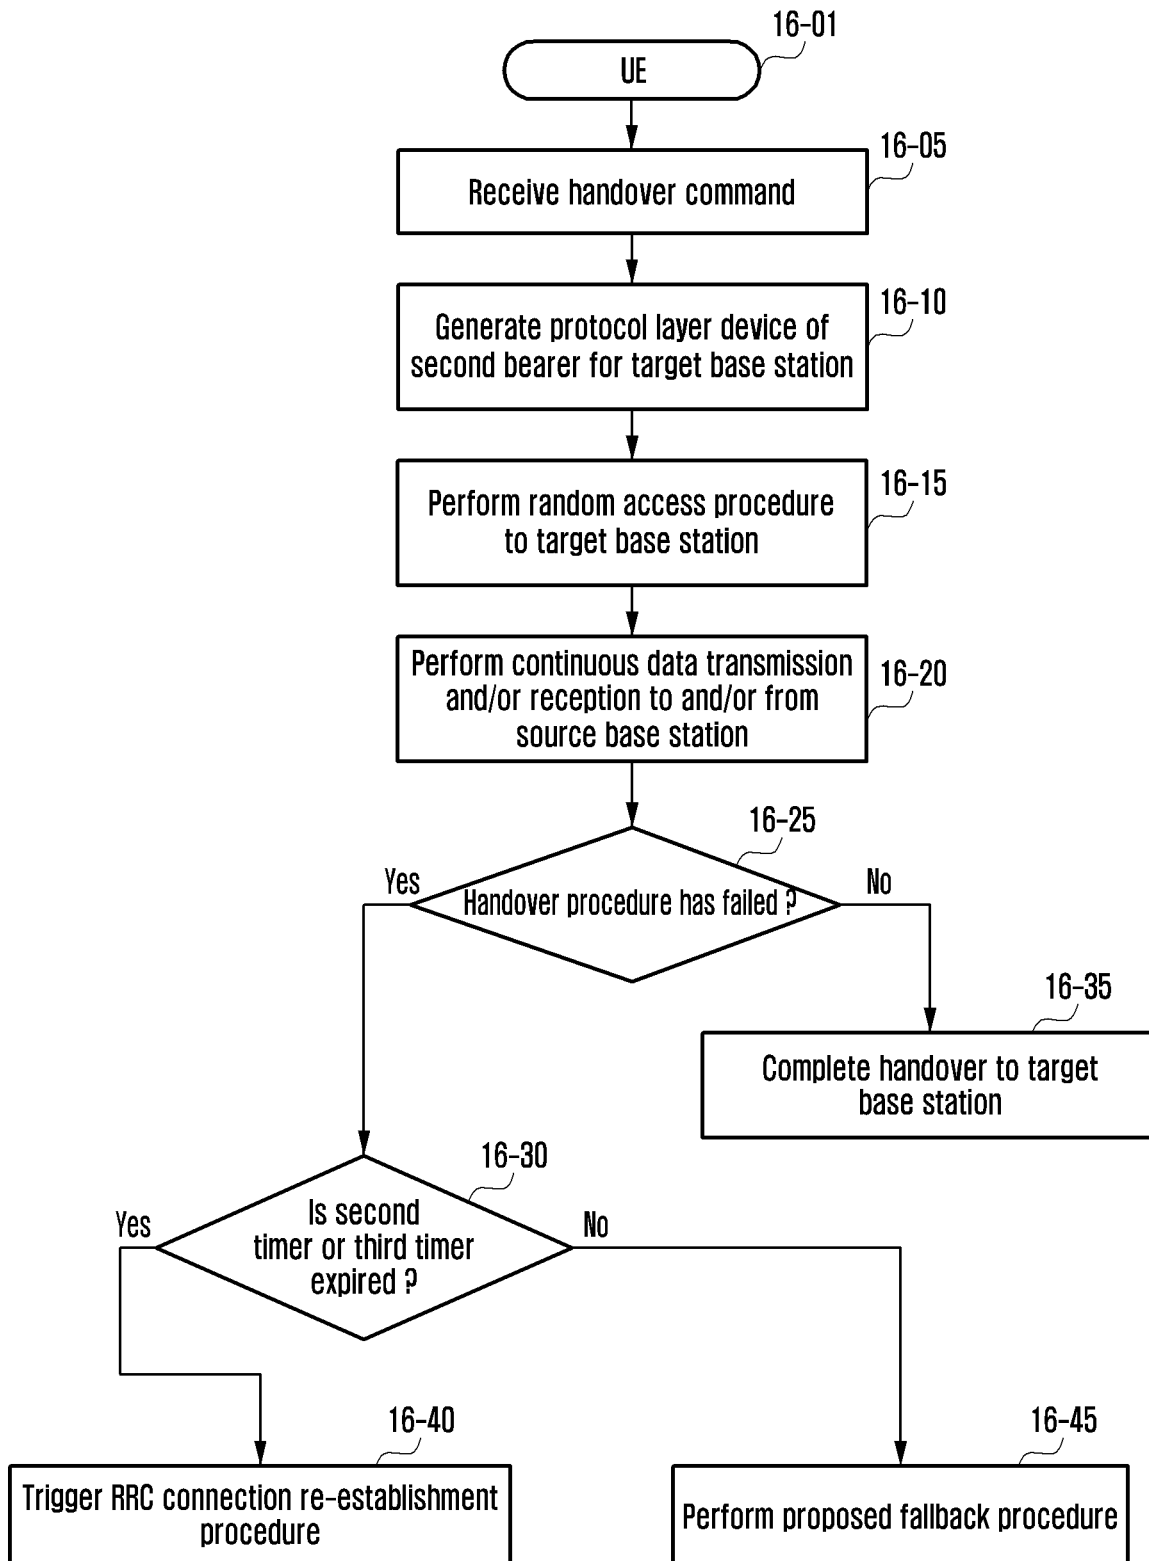 16-01
UE
16-05
Receive handover command
16-10
Generate protocol layer device of
second bearer for target base station
16-15
Perform random access procedure
to target base station
16-20
Perform continuous data transmission
and/or reception to and/or from
source base station
16-25
Yes
No
Handover procedure has failed ?
16-35
Complete handover to target
base station
16-30
Yes
No
Is second
timer or third timer
expired ?
16-40
Trigger RRC connection re-establishment
procedure
16-45
Perform proposed fallback procedure